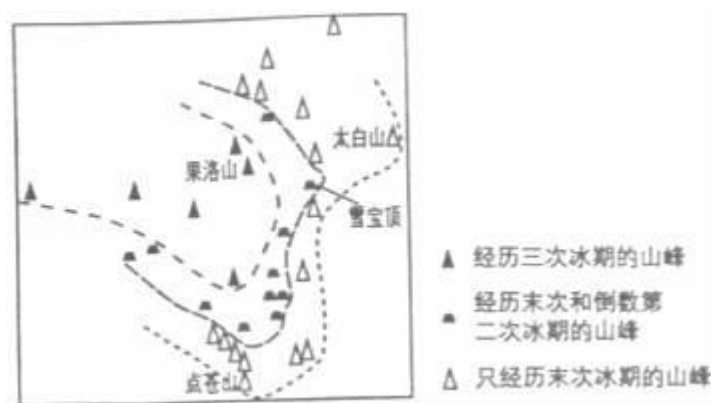 太白山
果洛山
雪宝顶
点苍山
经历三次冰期的山峰
经历末次和倒数第
二次冰期的山峰
只经历末次冰期的山峰